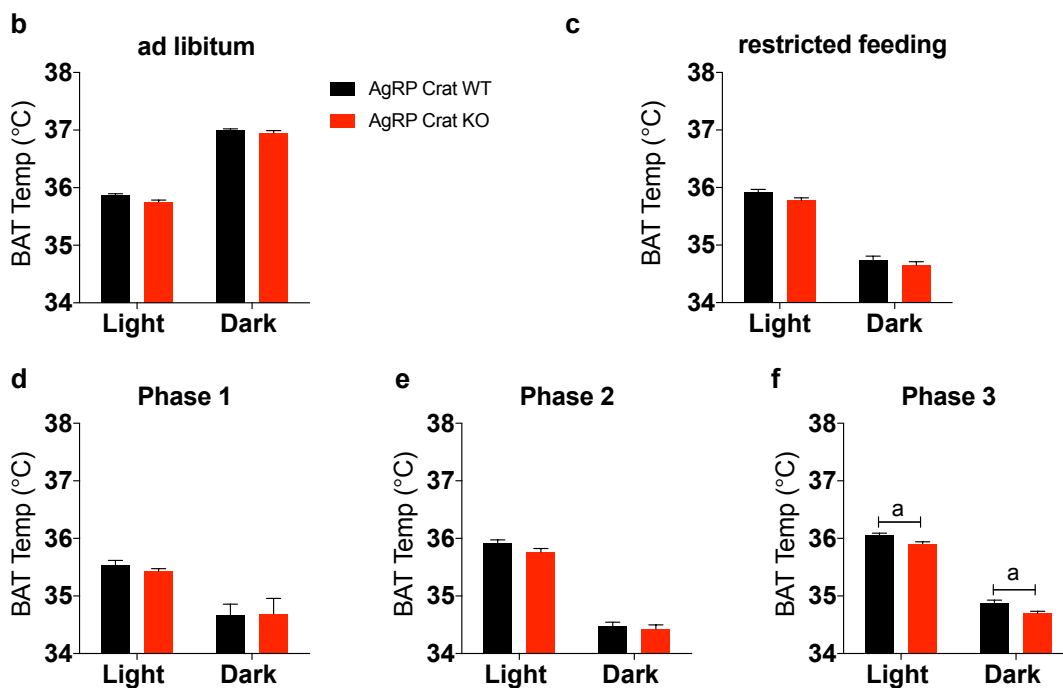 b
ad libitum
38
37
36
35
34
BAT Temp (°C)
Light Dark
AgRP Crat WT
AgRP Crat KO
c
restricted feeding
38
37
36
35
34
BAT Temp (°C)
Light Dark
d
Phase 1
38
37
36
35
34
BAT Temp (°C)
Light Dark
e
Phase 2
38
37
36
35
34
BAT Temp (°C)
Light Dark
f
Phase 3
38
37
36
35
34
BAT Temp (°C)
a
a
Light Dark